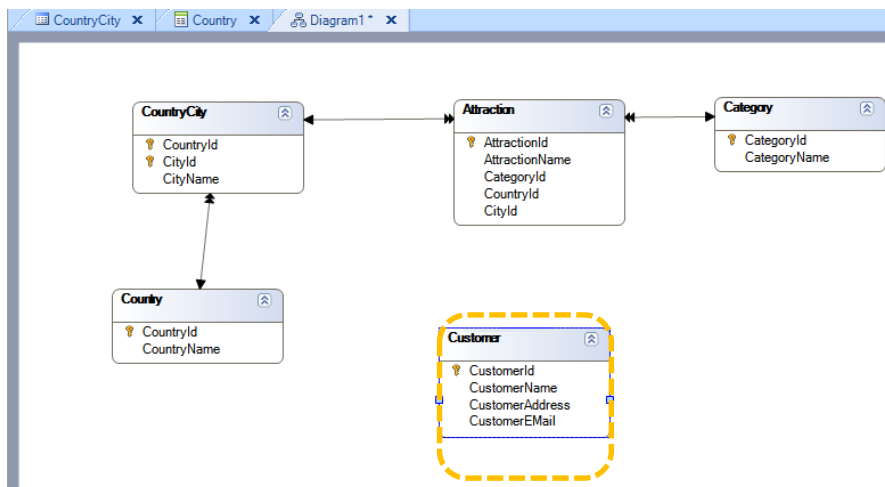 CountryCity X Country X Diagram1 * X
CountryCity
CountryId
CityId
CityName
Attraction
AttractionId
AttractionName
CategoryId
CountryId
CityId
Category
CategoryId
CategoryName
Country
CountryId
CountryName
Customer
CustomerId
CustomerName
CustomerAddress
CustomerEMail